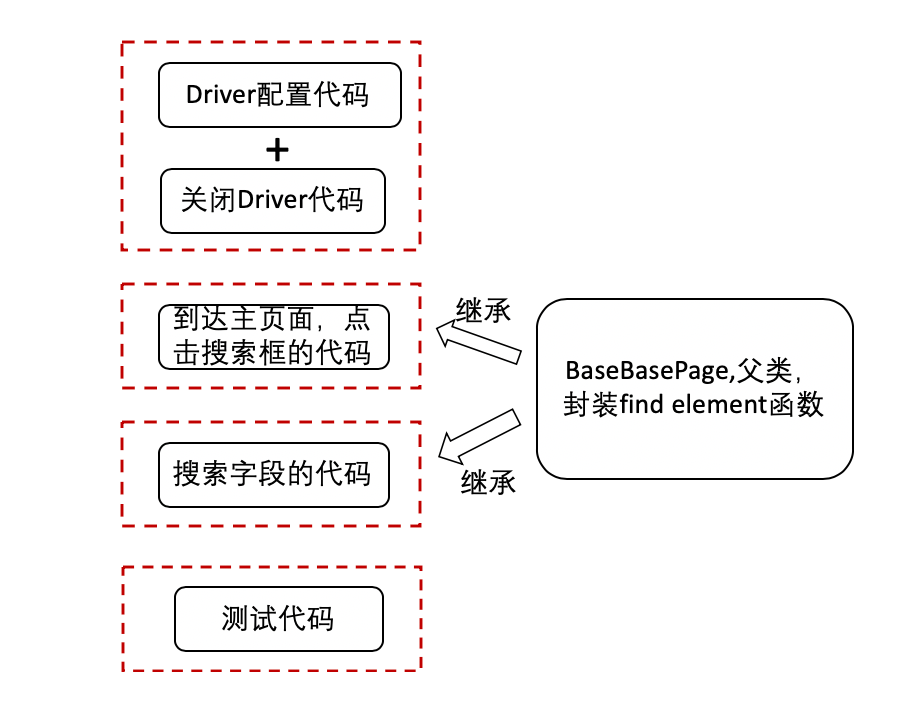 Driver配置代码
+
关闭Driver代码
到达主页面，点
击搜索框的代码
继承
BaseBasePage,父类，
封装find element函数
搜索字段的代码
继承
测试代码